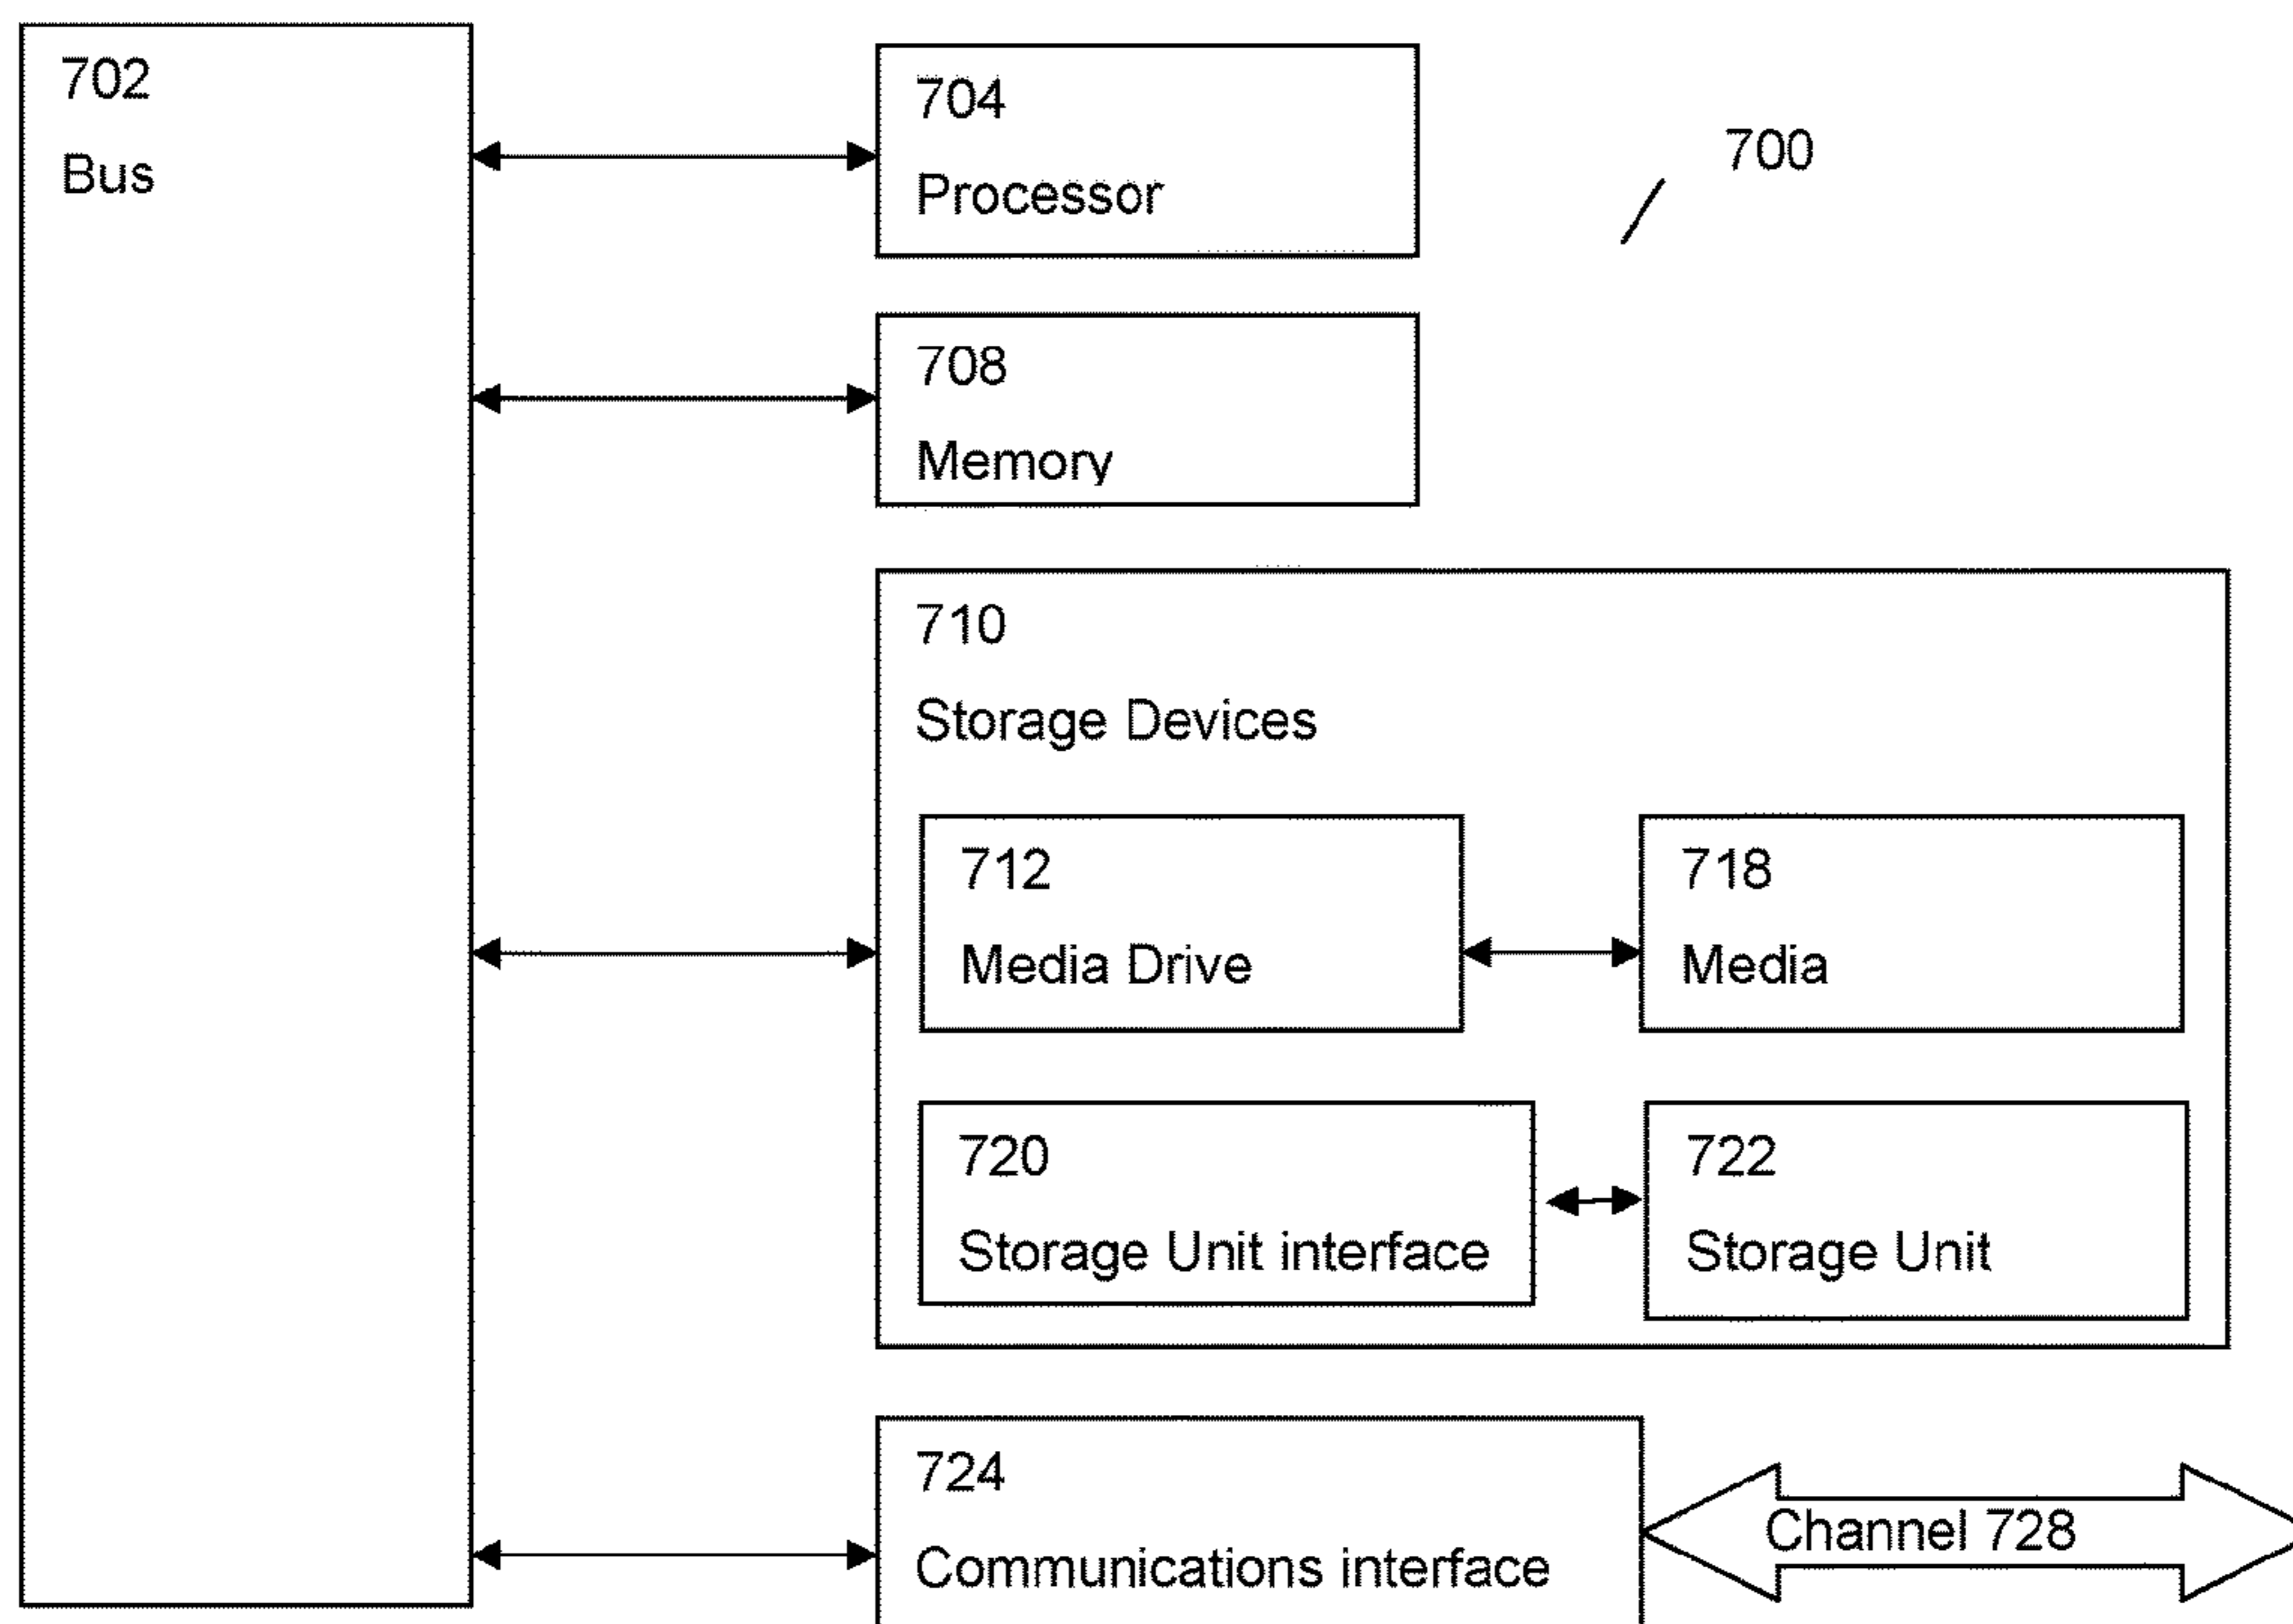 702
Bus
704
Processor
700
708
Memory
710
Storage Devices
712
Media Drive
718
Media
720
Storage Unit interface
722
Storage Unit
724
Communications interface
Channel 728